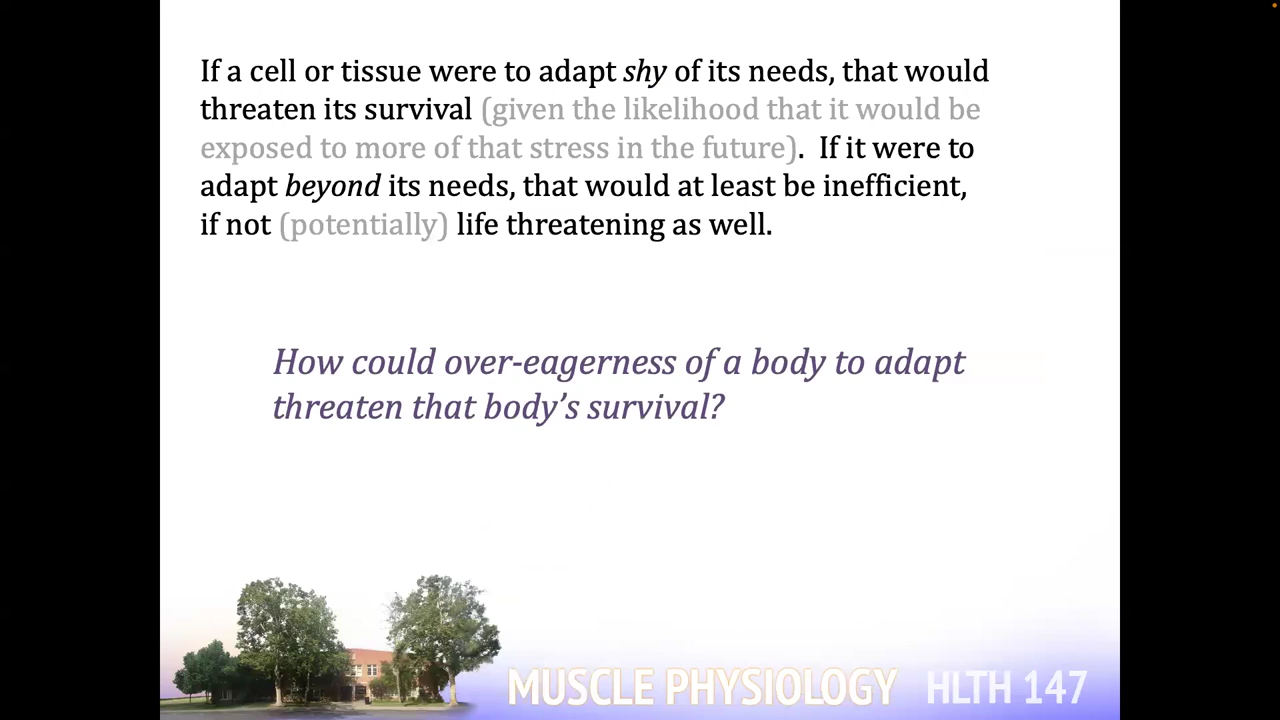 If a cell or tissue were to adapt shy of its needs, that would
threaten its survival (given the likelihood that it would be
exposed to more of that stress in the future).  If it were to
adapt beyond its needs, that would at least be inefficient,
if not (potentially) life threatening as well.
How could over-eagerness of a body to adapt
threaten that body’s survival?
MUSCLE PHYSIOLOGY HLTH 147